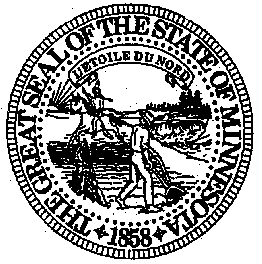 THE GREAT SEAL OF THE STATE OF MINNESOTA
L'ETOILE DU NORD
1858